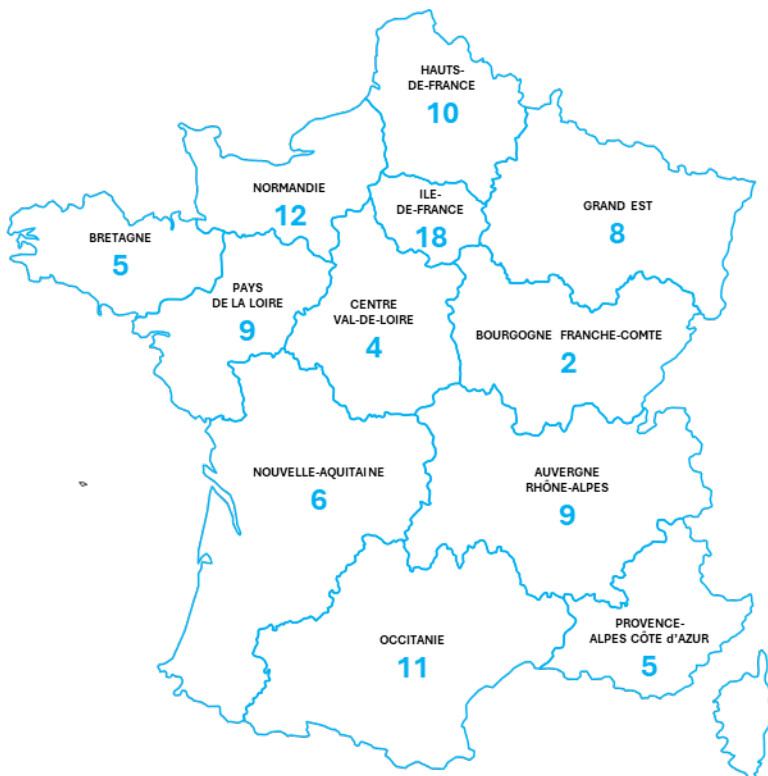 HAUTS-
DE-FRANCE
10
NORMANDIE
12
ILE-
DE-FRANCE
18
GRAND EST
8
BRETAGNE
5
PAYS
DE LA LOIRE
9
CENTRE
VAL-DE-LOIRE
4
BOURGOGNE FRANCHE-COMTE
2
NOUVELLE-AQUITAINE
6
AUVERGNE
RHÔNE-ALPES
9
OCCITANIE
11
PROVENCE-
ALPES CÔTE d'AZUR
5